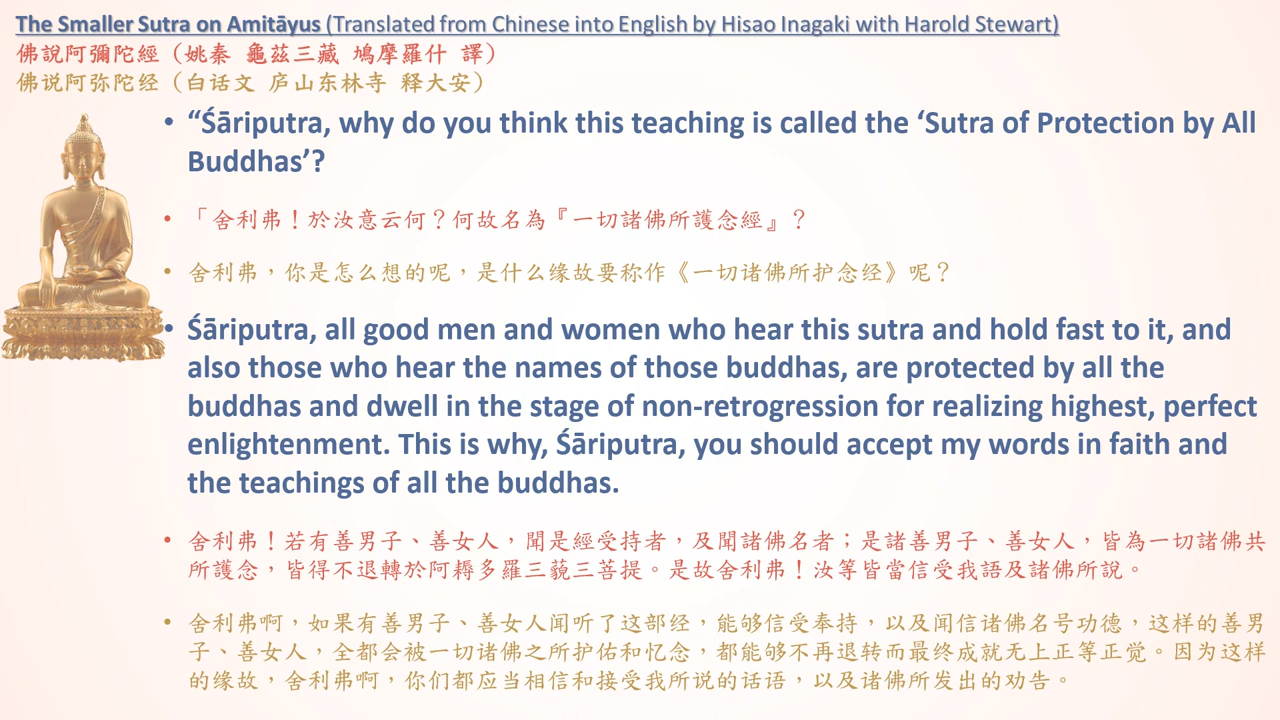 The Smaller Sutra on Amitāyus (Translated from Chinese into English by Hisao Inagaki with Harold Stewart)
佛說阿彌陀經（姚秦 龜茲三藏 鳩摩羅什 譯）
佛说阿弥陀经（白话文 庐山东林寺 释大安）
• “Śāriputra, why do you think this teaching is called the ‘Sutra of Protection by All
Buddhas’?
• 「舍利弗！於汝意云何？何故名為『一切諸佛所護念經』？
• 舍利弗，你是怎么想的呢，是什么缘故要称作《一切诸佛所护念经》呢？
• Śāriputra, all good men and women who hear this sutra and hold fast to it, and
also those who hear the names of those buddhas, are protected by all the
buddhas and dwell in the stage of non-retrogression for realizing highest, perfect
enlightenment. This is why, Śāriputra, you should accept my words in faith and
the teachings of all the buddhas.
• 舍利弗！若有善男子、善女人，聞是經受持者，及聞諸佛名者；是諸善男子、善女人，皆為一切諸佛共
所護念，皆得不退轉於阿耨多羅三藐三菩提。是故舍利弗！汝等皆當信受我語及諸佛所說。
• 舍利弗啊，如果有善男子、善女人闻听了这部经，能够信受奉持，以及闻信诸佛名号功德，这样的善男
子、善女人，全都会被一切诸佛之所护佑和忆念，都能够不再退转而最终成就无上正等正觉。因为这样
的缘故，舍利弗啊，你们都应当相信和接受我所说的话语，以及诸佛所发出的劝告。